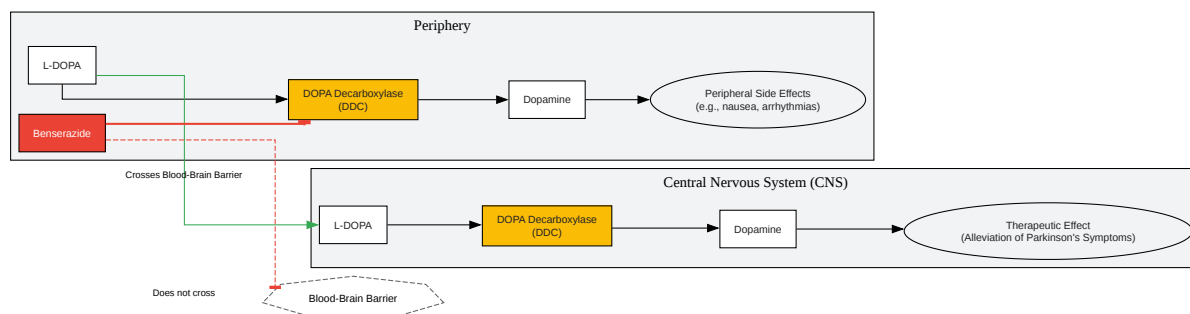 Periphery
L-DOPA
DOPA Decarboxylase
(DDC)
Dopamine
Peripheral Side Effects
(e.g., nausea, arrhythmias)
Benserazide
Crosses Blood-Brain Barrier
Central Nervous System (CNS)
L-DOPA
DOPA Decarboxylase
(DDC)
Dopamine
Therapeutic Effect
(Alleviation of Parkinson's Symptoms)
Does not cross
Blood-Brain Barrier